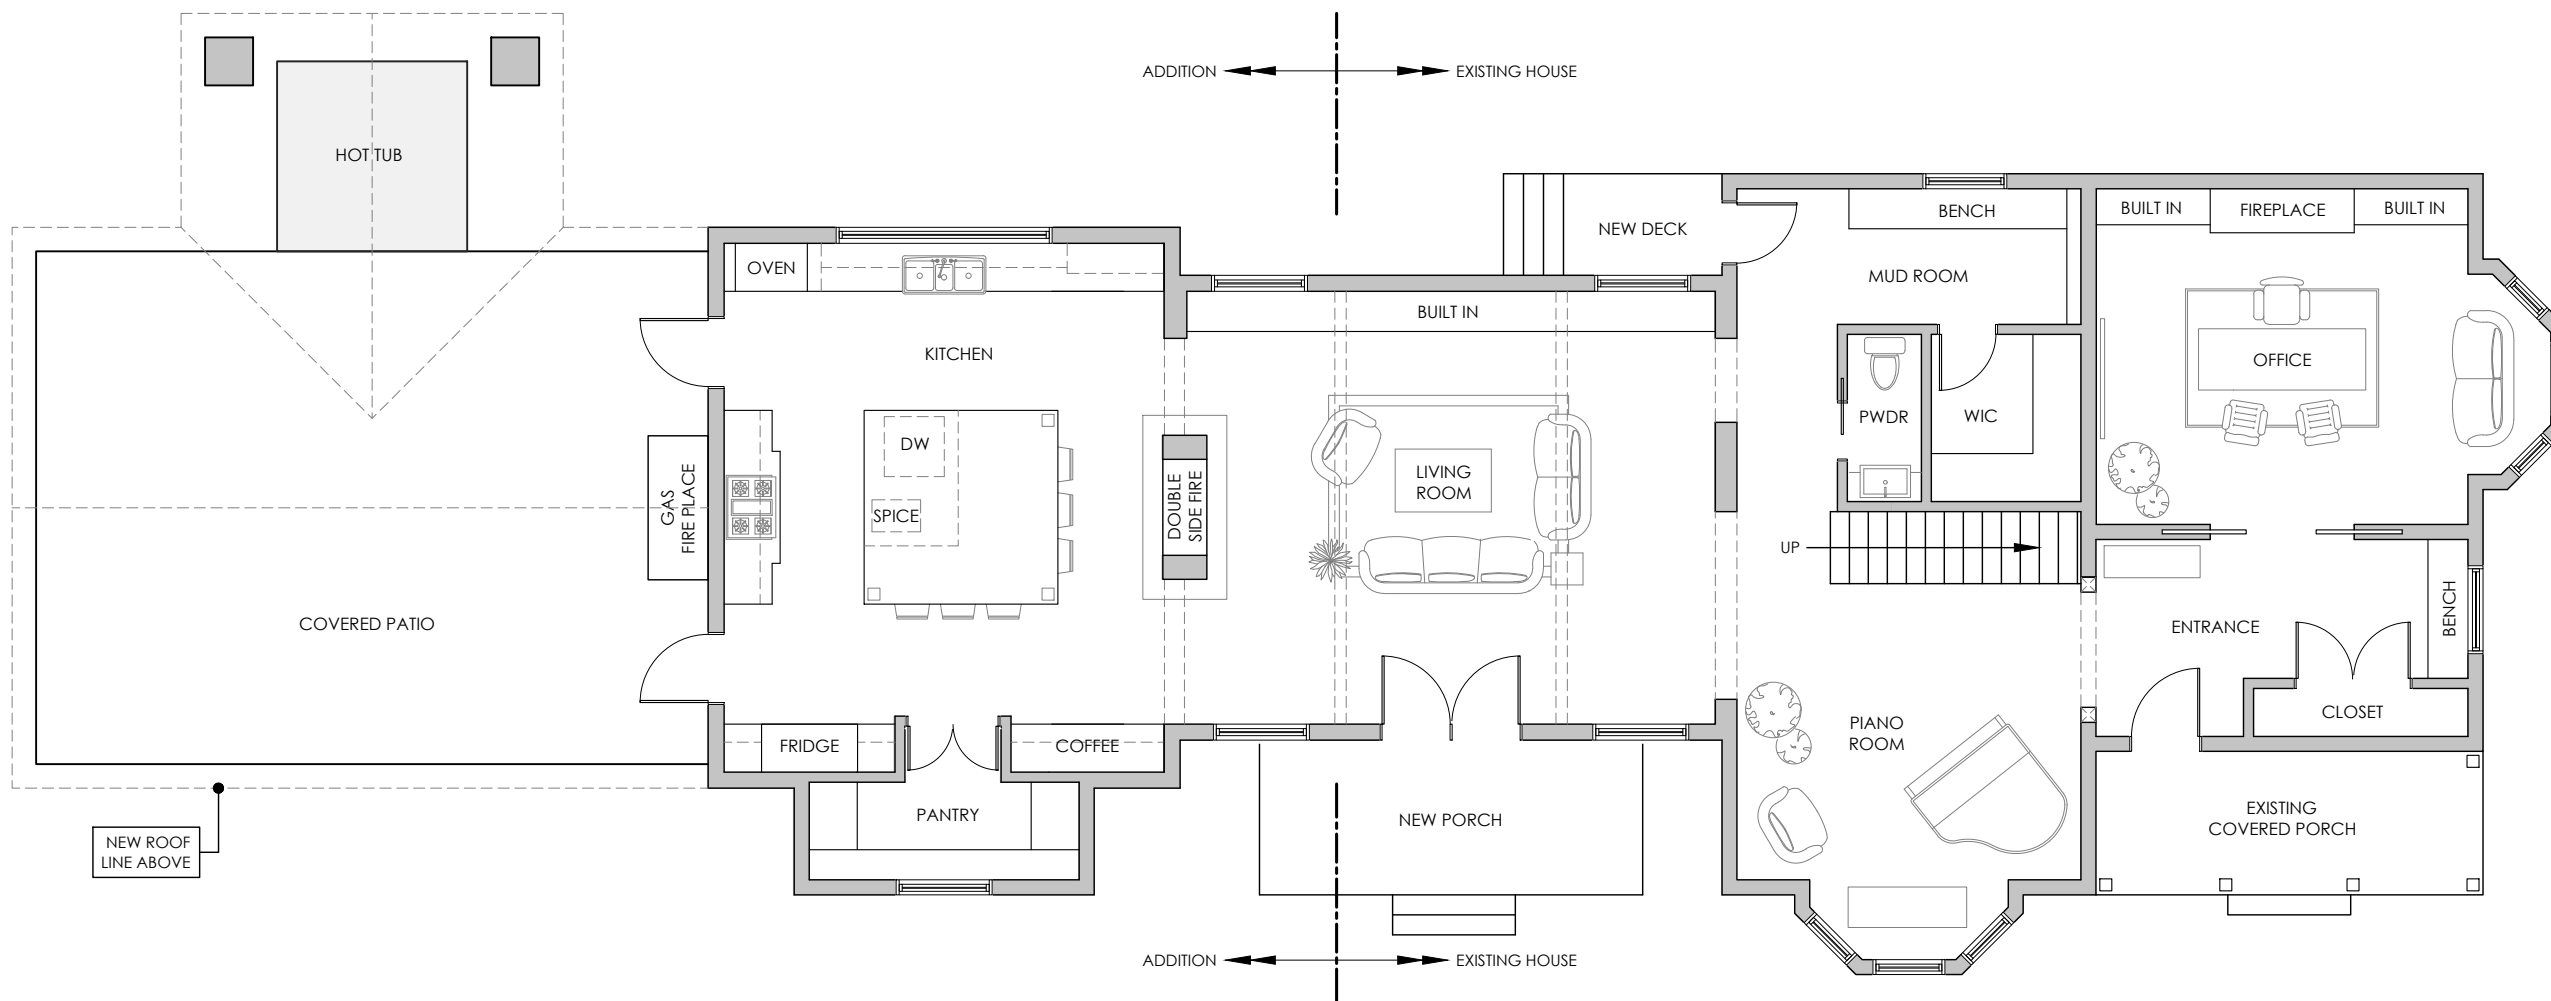 ADDITION
EXISTING HOUSE
HOT TUB
NEW DECK
BENCH
BUILT IN
FIREPLACE
BUILT IN
OVEN
MUD ROOM
BUILT IN
KITCHEN
OFFICE
DW
PWDR
WIC
LIVING
ROOM
GAS
FIRE PLACE
SPICE
DOUBLE
SIDE FIRE
UP
COVERED PATIO
ENTRANCE
BENCH
CLOSET
PIANO
ROOM
FRIDGE
COFFEE
PANTRY
NEW PORCH
EXISTING
COVERED PORCH
NEW ROOF
LINE ABOVE
ADDITION
EXISTING HOUSE